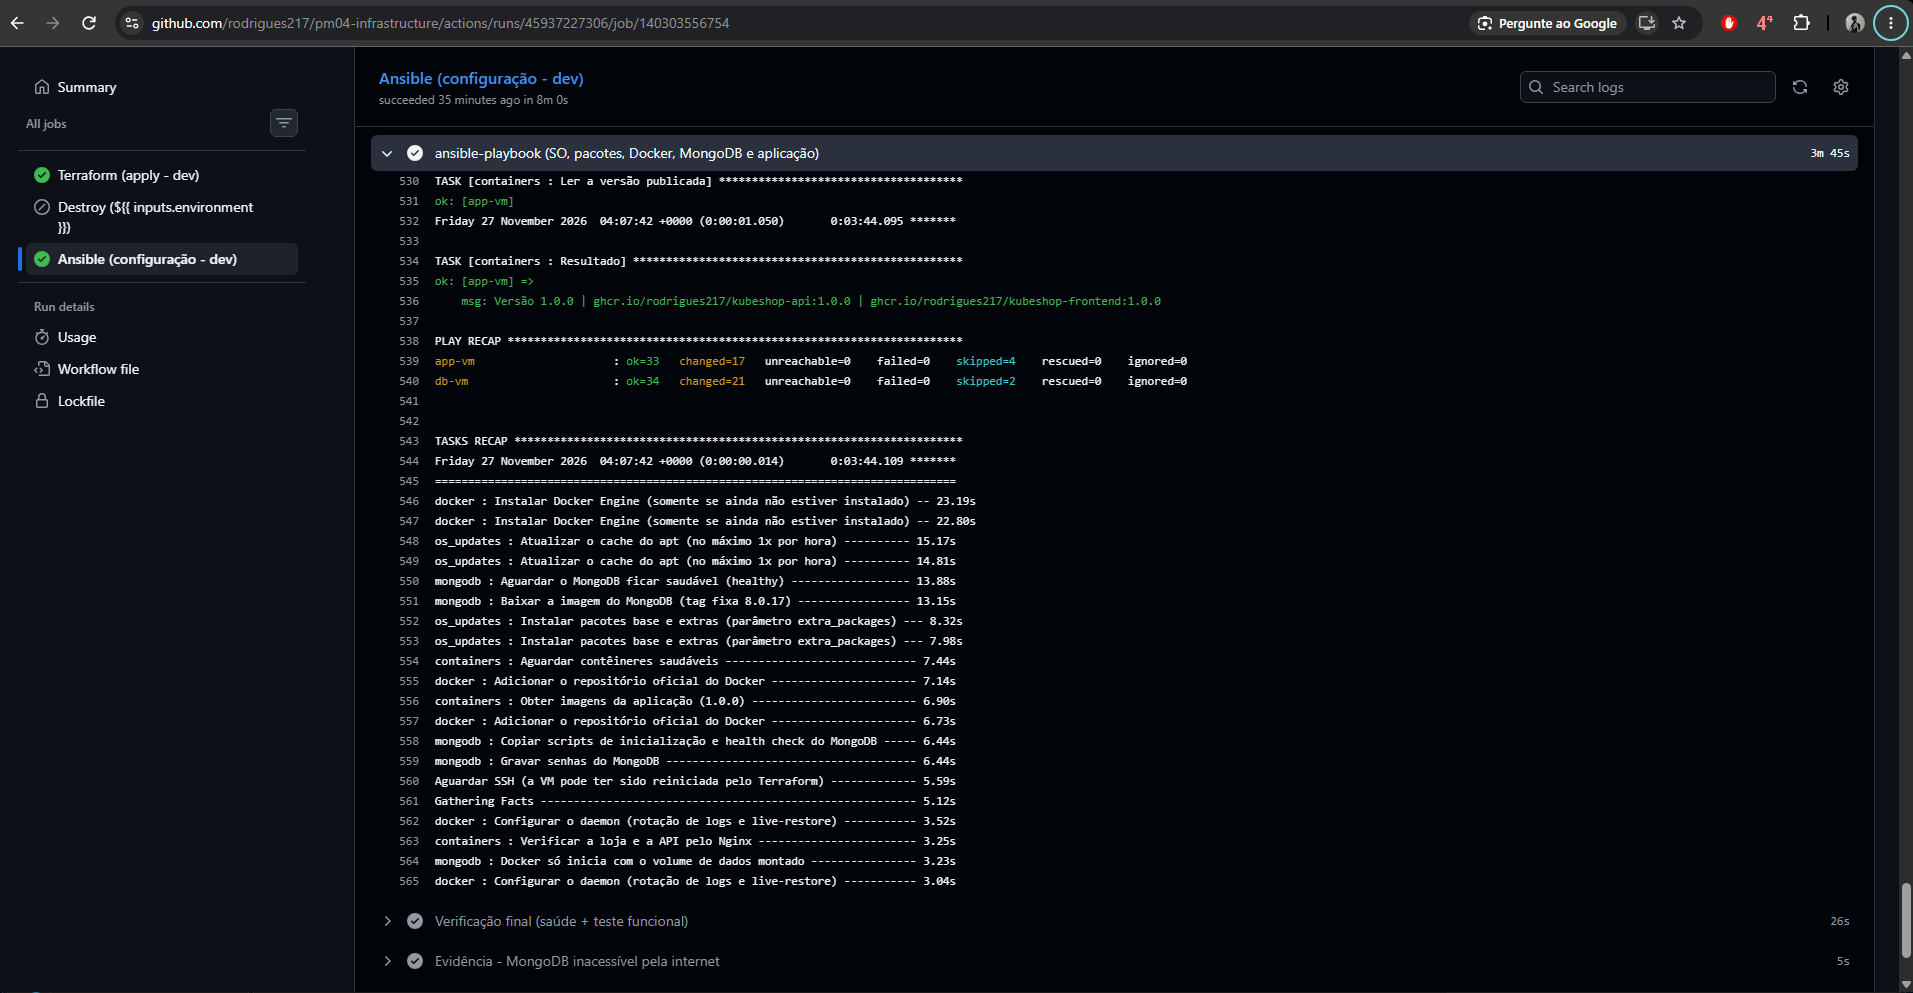 github.com/rodrigues217/pm04-infrastructure/actions/runs/45937227306/job/140303556754
Pergunte ao Google
Summary
All jobs
Terraform (apply - dev)
Destroy (${{ inputs.environment
}})
Ansible (configuração - dev)
Run details
Usage
Workflow file
Lockfile
Ansible (configuração - dev)
succeeded 35 minutes ago in 8m 0s
Search logs
ansible-playbook (SO, pacotes, Docker, MongoDB e aplicação) 3m 45s
530 TASK [containers : Ler a versão publicada] *************************************
531 ok: [app-vm]
532 Friday 27 November 2026  04:07:42 +0000 (0:00:01.050)       0:03:44.095 *******
533
534 TASK [containers : Resultado] **************************************************
535 ok: [app-vm] =>
536     msg: Versão 1.0.0 | ghcr.io/rodrigues217/kubeshop-api:1.0.0 | ghcr.io/rodrigues217/kubeshop-frontend:1.0.0
537
538 PLAY RECAP *********************************************************************
539 app-vm                     : ok=33   changed=17   unreachable=0    failed=0    skipped=4    rescued=0    ignored=0
540 db-vm                      : ok=34   changed=21   unreachable=0    failed=0    skipped=2    rescued=0    ignored=0
541
542
543 TASKS RECAP ********************************************************************
544 Friday 27 November 2026  04:07:42 +0000 (0:00:00.014)       0:03:44.109 *******
545 ===============================================================================
546 docker : Instalar Docker Engine (somente se ainda não estiver instalado) -- 23.19s
547 docker : Instalar Docker Engine (somente se ainda não estiver instalado) -- 22.80s
548 os_updates : Atualizar o cache do apt (no máximo 1x por hora) ---------- 15.17s
549 os_updates : Atualizar o cache do apt (no máximo 1x por hora) ---------- 14.81s
550 mongodb : Aguardar o MongoDB ficar saudável (healthy) ------------------ 13.88s
551 mongodb : Baixar a imagem do MongoDB (tag fixa 8.0.17) ----------------- 13.15s
552 os_updates : Instalar pacotes base e extras (parâmetro extra_packages) --- 8.32s
553 os_updates : Instalar pacotes base e extras (parâmetro extra_packages) --- 7.98s
554 containers : Aguardar contêineres saudáveis ----------------------------- 7.44s
555 docker : Adicionar o repositório oficial do Docker ---------------------- 7.14s
556 containers : Obter imagens da aplicação (1.0.0) ------------------------- 6.90s
557 docker : Adicionar o repositório oficial do Docker ---------------------- 6.73s
558 mongodb : Copiar scripts de inicialização e health check do MongoDB ----- 6.44s
559 mongodb : Gravar senhas do MongoDB -------------------------------------- 6.44s
560 Aguardar SSH (a VM pode ter sido reiniciada pelo Terraform) ------------- 5.59s
561 Gathering Facts --------------------------------------------------------- 5.12s
562 docker : Configurar o daemon (rotação de logs e live-restore) ----------- 3.52s
563 containers : Verificar a loja e a API pelo Nginx ------------------------ 3.25s
564 mongodb : Docker só inicia com o volume de dados montado ---------------- 3.23s
565 docker : Configurar o daemon (rotação de logs e live-restore) ----------- 3.04s
Verificação final (saúde + teste funcional) 26s
Evidência - MongoDB inacessível pela internet 5s